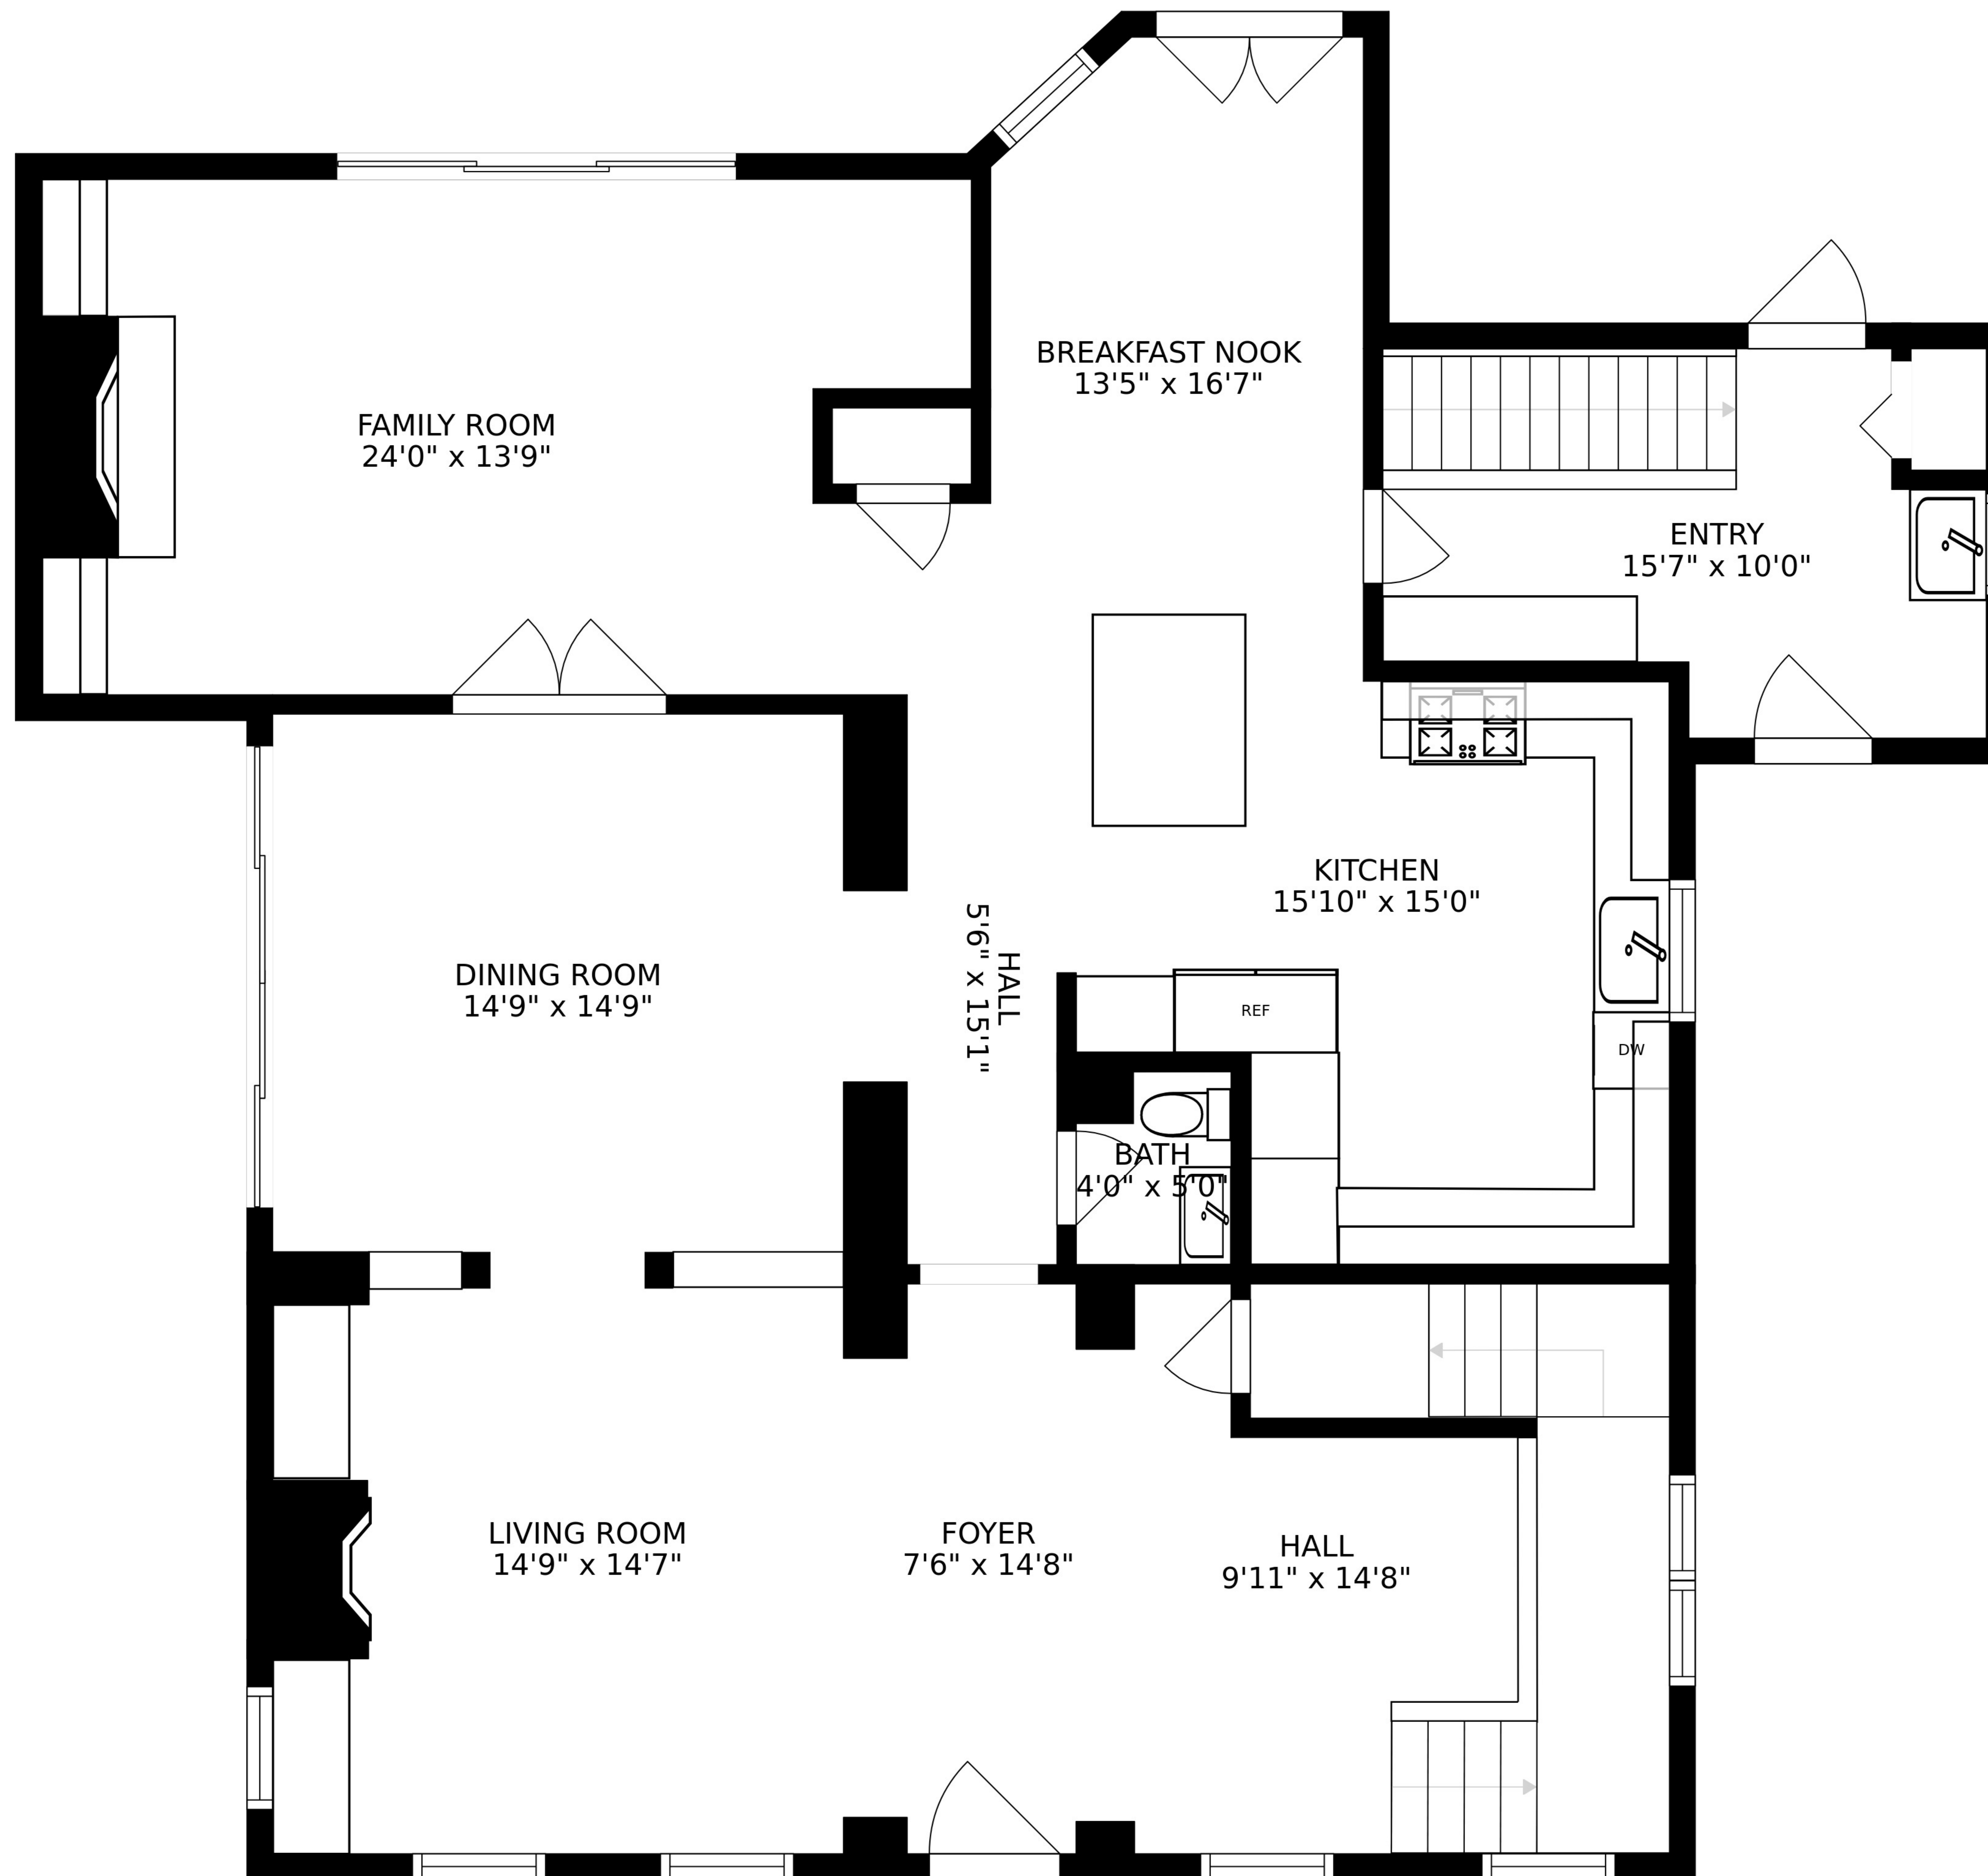 BREAKFAST NOOK
13'5" x 16'7"
FAMILY ROOM
24'0" x 13'9"
ENTRY
15'7" x 10'0"
KITCHEN
15'10" x 15'0"
HALL
5'6" x 15'1"
DINING ROOM
14'9" x 14'9"
REF
DW
BATH
4'0" x 5'0"
LIVING ROOM
14'9" x 14'7"
FOYER
7'6" x 14'8"
HALL
9'11" x 14'8"